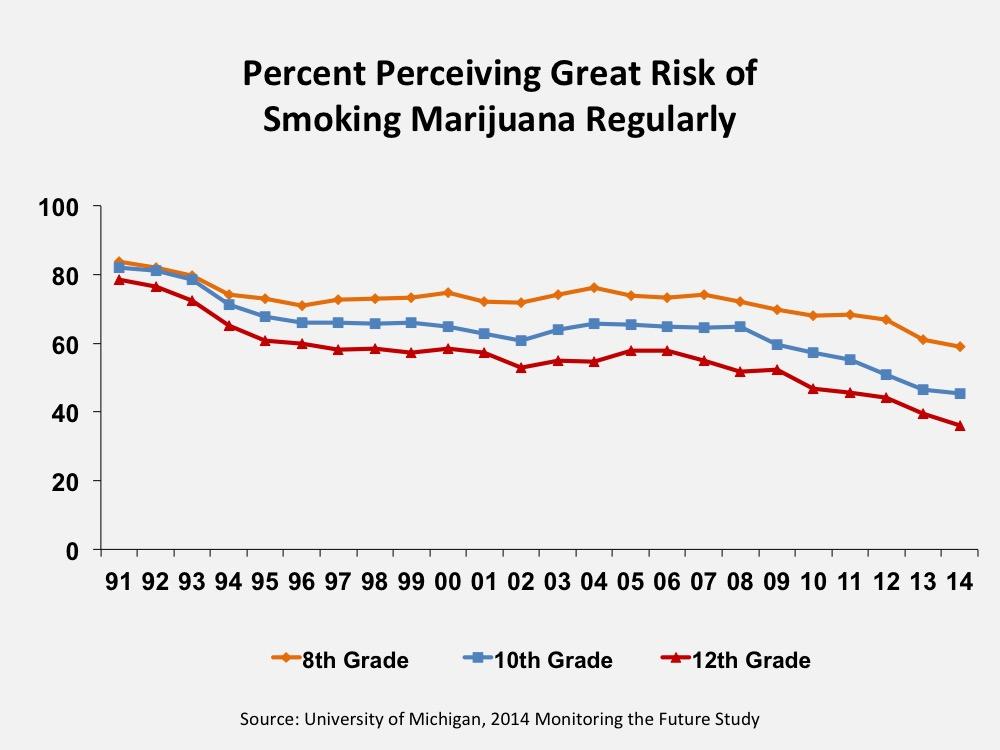 Percent Perceiving Great Risk of
Smoking Marijuana Regularly
100
80
60
40
20
0
91 92 93 94 95 96 97 98 99 00 01 02 03 04 05 06 07 08 09 10 11 12 13 14
8th Grade 10th Grade 12th Grade
Source: University of Michigan, 2014 Monitoring the Future Study